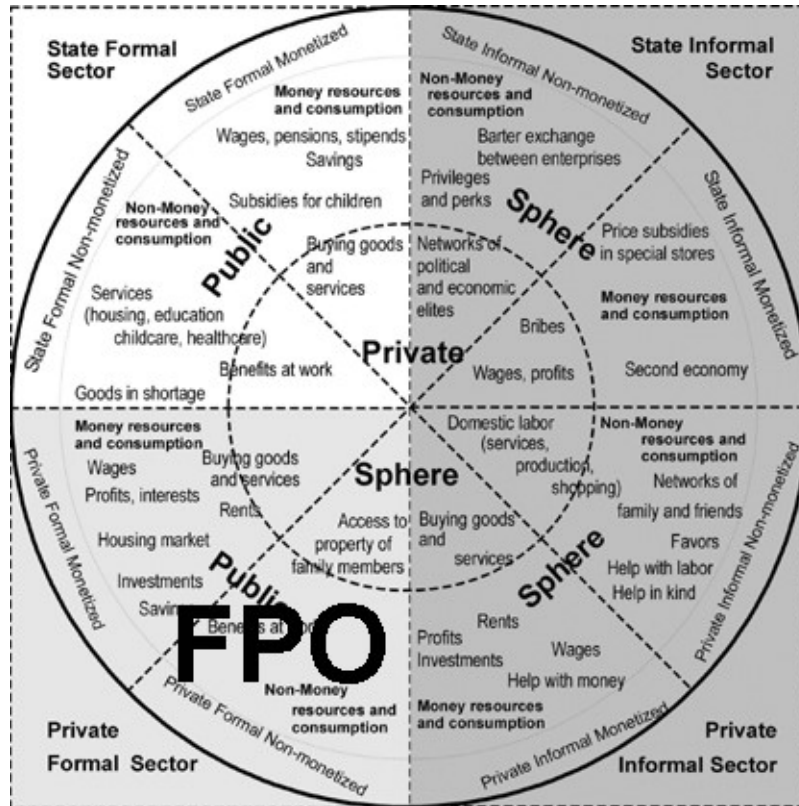 State Formal
Sector
State Formal Monetized
Money resources
and consumption
Wages, pensions, stipends
Savings
Subsidies for children
Buying goods
and
services
State Informal
Sector
State Informal Non-monetized
Non-Money
resources and
consumption
Barter exchange
between enterprises
Privileges
and perks
Networks of
political
and economic
elites
State Formal Non-monetized
Non-Money
resources and
consumption
Services
(housing, education
childcare, healthcare)
Benefits at work
Goods in shortage
State Informal Monetized
Price subsidies
in special stores
Money resources
and consumption
Bribes
Wages, profits
Second economy
Public
Sphere
Private
Sphere
Public
Sphere
Private Formal Monetized
Money resources
and consumption
Wages
Profits, interests
Buying goods
and services
Rents
Housing market
Investments
Private Informal Non-monetized
Domestic labor
(services,
production,
shopping)
Non-Money
resources and
consumption
Networks of
family and friends
Favors
Help with labor
Help in kind
Access to
property of
family members
Benefits at
FPO
Non-Money
resources and
consumption
Private Formal Non-monetized
Buying goods
and
services
Rents
Profits
Investments
Wages
Help with money
Money resources
and consumption
Private Informal Monetized
Private
Formal Sector
Private
Informal Sector